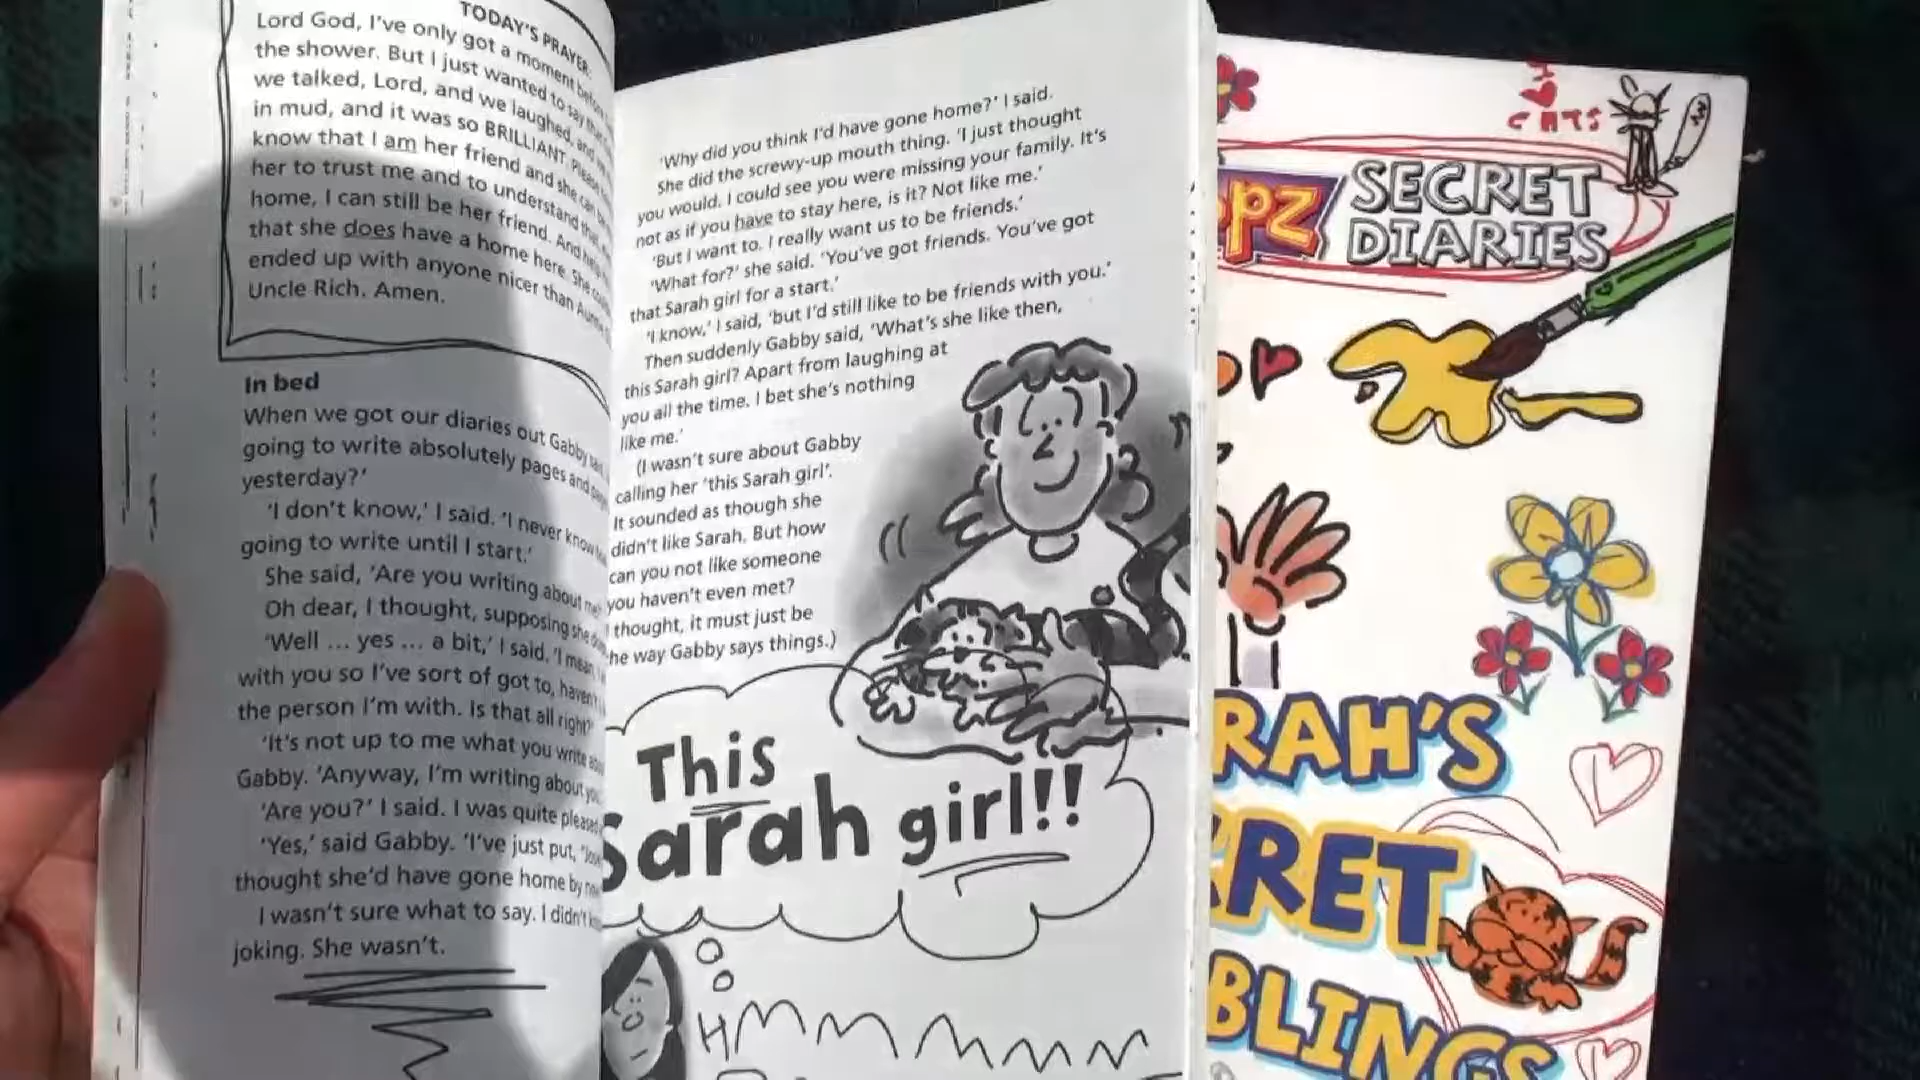 TODAY'S PRAYER:
Lord God, I've only got a moment before
the shower. But I just wanted to say
we talked, Lord, and we laughed, and
in mud, and it was so BRILLIANT. Please
know that I am her friend and she can
her to trust me and to understand that
home, I can still be her friend. And help
that she does have a home here. She
ended up with anyone nicer than
Uncle Rich. Amen.
In bed
When we got our diaries out Gabby
going to write absolutely pages and
yesterday?'
'I don't know,' I said. 'I never know
going to write until I start.'
She said, 'Are you writing about
Oh dear, I thought, supposing she
'Well ... yes ... a bit,' I said. 'I mean
with you so I've sort of got to, haven't
the person I'm with. Is that all right?'
'It's not up to me what you write
Gabby. 'Anyway, I'm writing about
'Are you?' I said. I was quite pleased
'Yes,' said Gabby. 'I've just put,
thought she'd have gone home by
I wasn't sure what to say. I didn't
joking. She wasn't.
'Why did you think I'd have gone home?' I said.
She did the screwy-up mouth thing. 'I just thought
you would. I could see you were missing your family. It's
not as if you have to stay here, is it? Not like me.'
'But I want to. I really want us to be friends.'
'What for?' she said. 'You've got friends. You've got
that Sarah girl for a start.'
'I know,' I said, 'but I'd still like to be friends with you.'
Then suddenly Gabby said, 'What's she like then,
this Sarah girl? Apart from laughing at
you all the time. I bet she's nothing
like me.'
(I wasn't sure about Gabby
calling her 'this Sarah girl'.
It sounded as though she
didn't like Sarah. But how
can you not like someone
you haven't even met?
thought, it must just be
he way Gabby says things.)
This
Sarah girl!!
HMMMMMMM
I
CATS
pz
SECRET
DIARIES
RAH'S
CRET
BLINGS